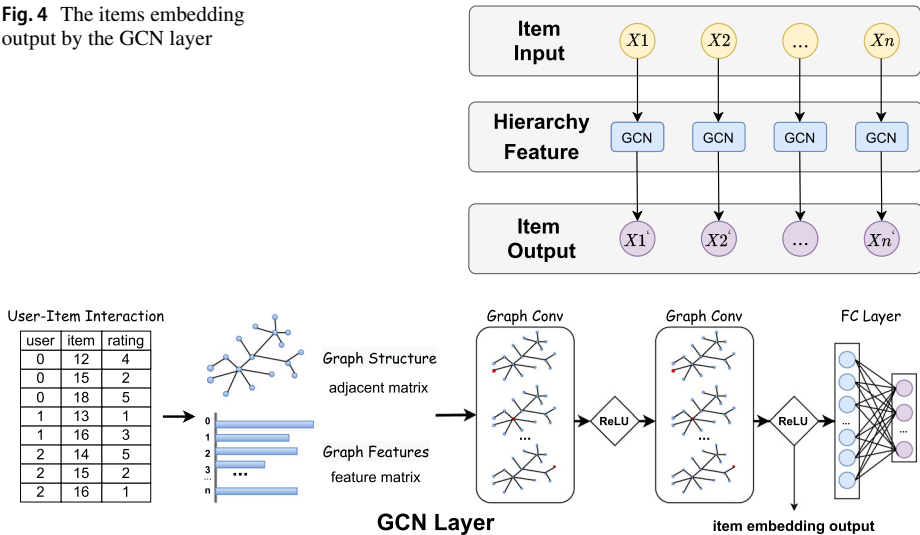 Fig. 4 The items embedding
output by the GCN layer
Item
Input
X1 X2 ... Xn
Hierarchy
Feature
GCN GCN GCN GCN
Item
Output
X1‘ X2‘ ... Xn‘
User-Item Interaction
user item rating
0 12 4
0 15 2
0 18 5
1 13 1
1 16 3
2 14 5
2 15 2
2 16 1
Graph Structure
adjacent matrix
0
1
2
3
...
n
...
Graph Features
feature matrix
Graph Conv
...
ReLU
Graph Conv
...
ReLU
FC Layer
...
...
item embedding output
GCN Layer